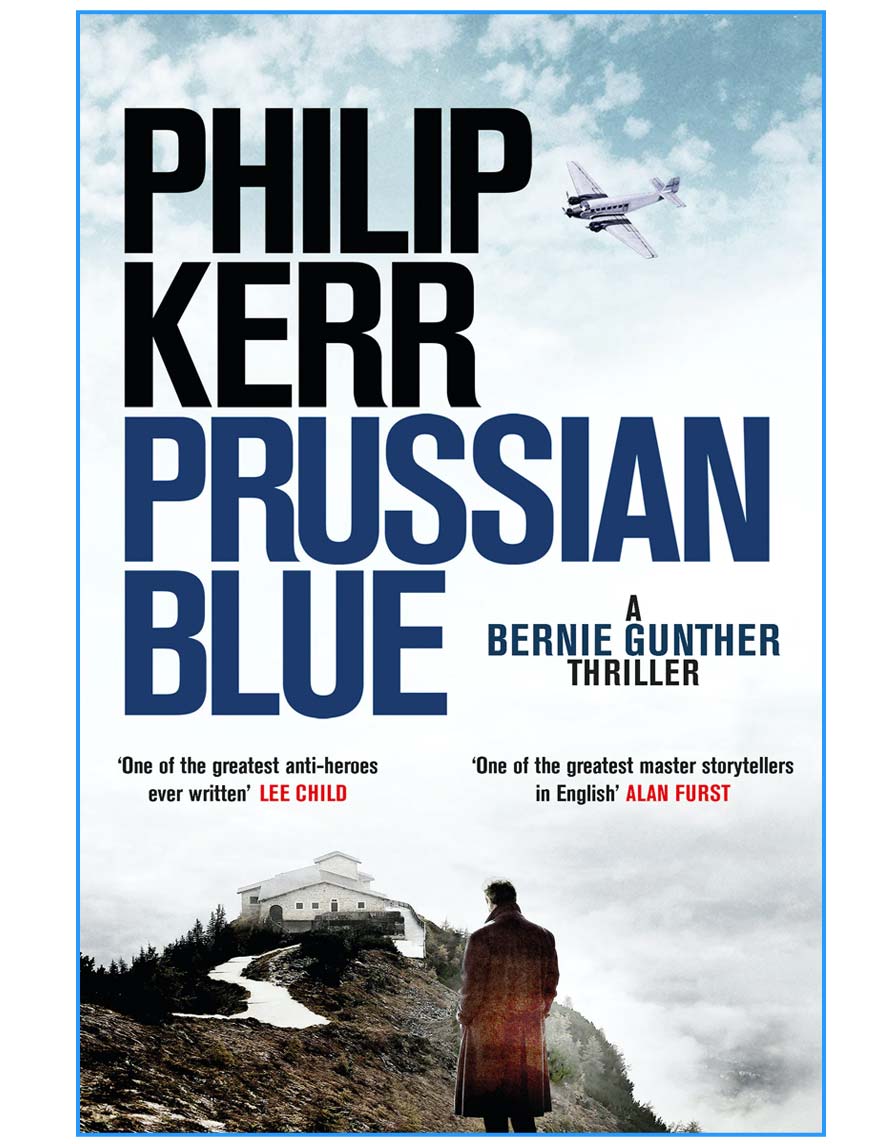 PHILIP
KERR
PRUSSIAN
BLUE
A
BERNIE GUNTHER
THRILLER
‘One of the greatest anti-heroes
ever written’ LEE CHILD
‘One of the greatest master storytellers
in English’ ALAN FURST